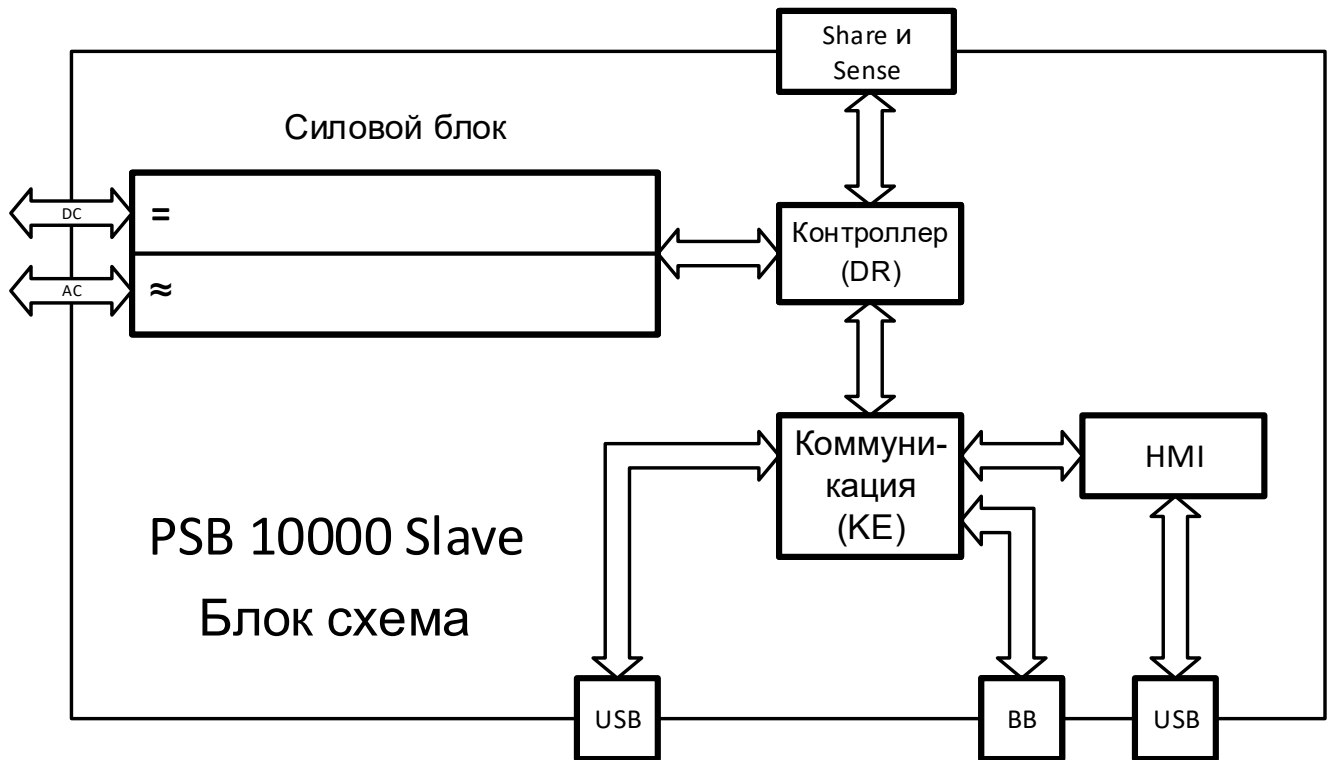 Share и
Sense
Силовой блок
DC
=
Контроллер
(DR)
AC
≈
Коммуни-
кация
(KE)
HMI
PSB 10000 Slave
Блок схема
USB
BB
USB